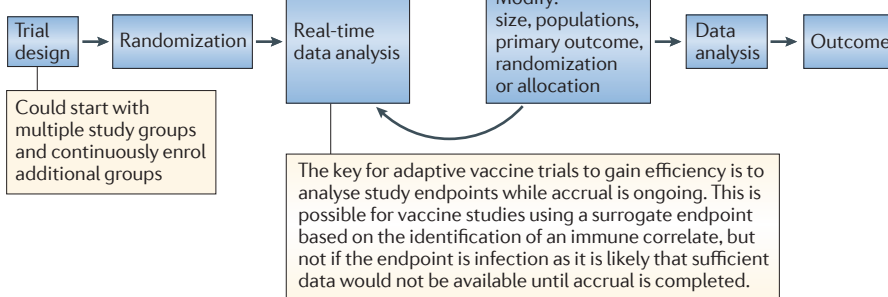 Trial
design
Randomization
Real-time
data analysis
Modify:
size, populations,
primary outcome,
randomization
or allocation
Data
analysis
Outcome
Could start with
multiple study groups
and continuously enrol
additional groups
The key for adaptive vaccine trials to gain efficiency is to
analyse study endpoints while accrual is ongoing. This is
possible for vaccine studies using a surrogate endpoint
based on the identification of an immune correlate, but
not if the endpoint is infection as it is likely that sufficient
data would not be available until accrual is completed.